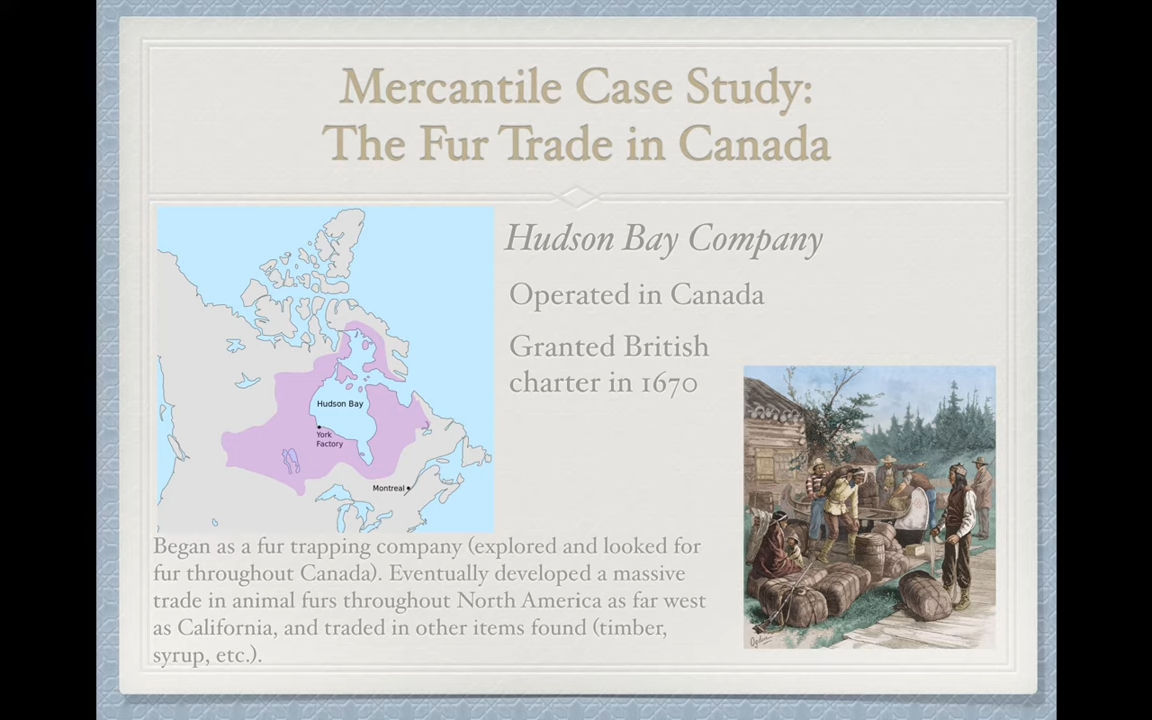 Mercantile Case Study:
The Fur Trade in Canada
Hudson Bay Company
Operated in Canada
Granted British
charter in 1670
Hudson Bay
York
Factory
Montreal
Began as a fur trapping company (explored and looked for
fur throughout Canada). Eventually developed a massive
trade in animal furs throughout North America as far west
as California, and traded in other items found (timber,
syrup, etc.).